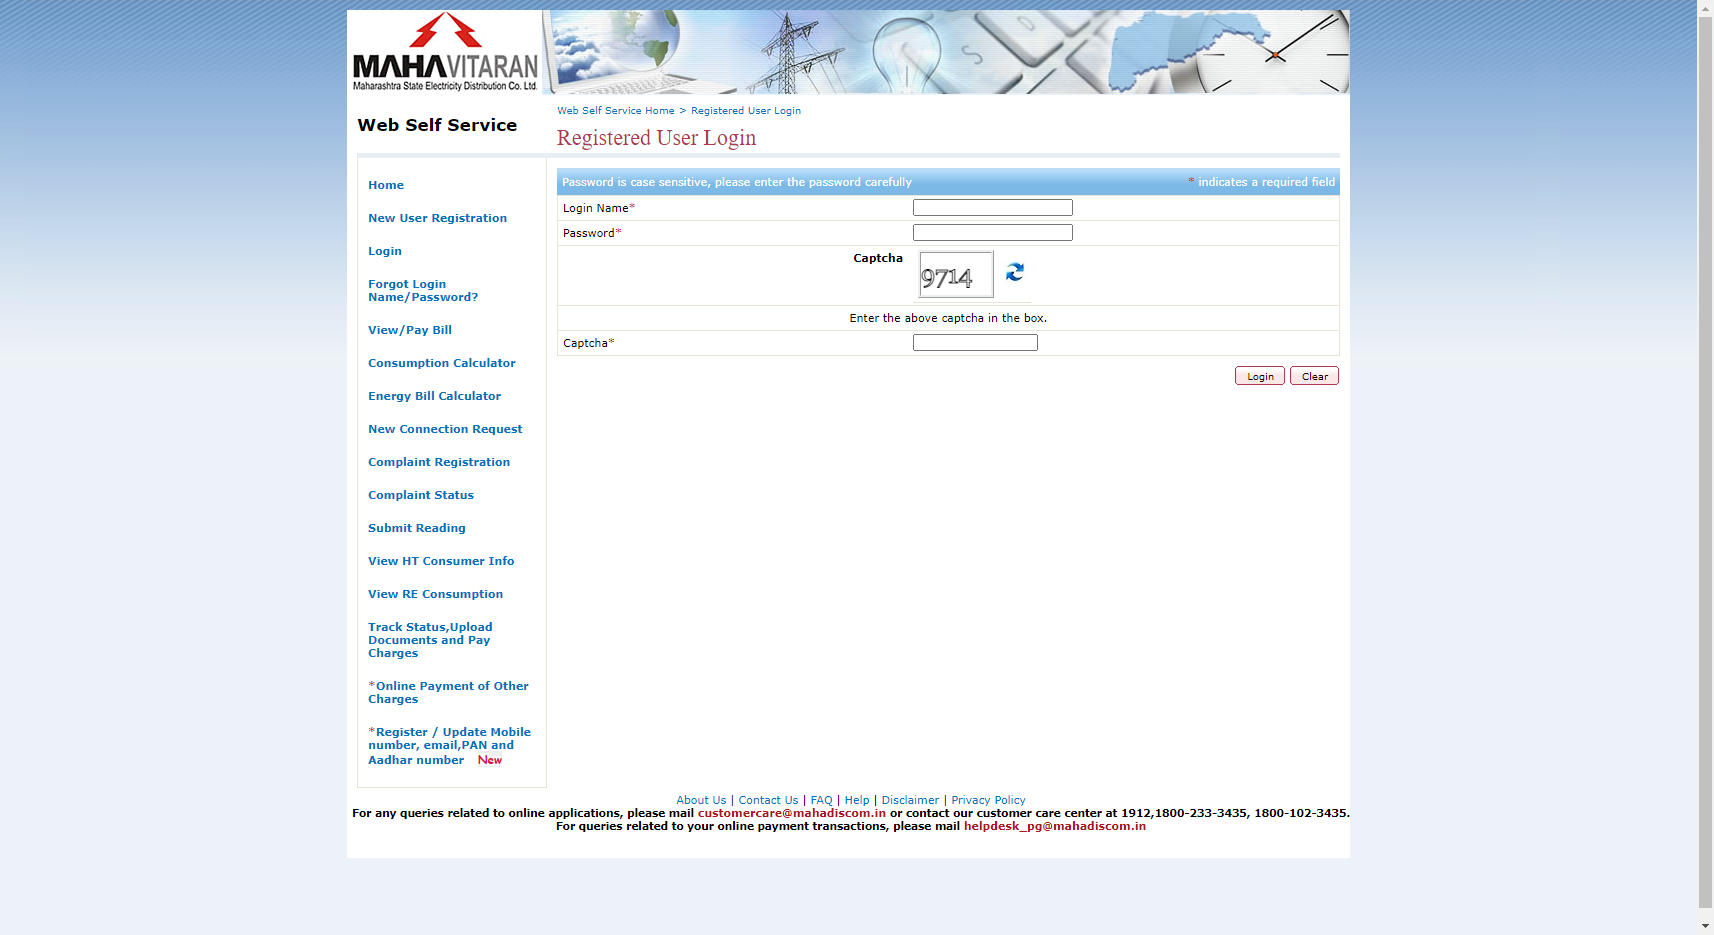 MAHAVITARAN
Maharashtra State Electricity Distribution Co. Ltd.
Web Self Service
Web Self Service Home > Registered User Login
Registered User Login
Home
New User Registration
Login
Forgot Login
Name/Password?
View/Pay Bill
Consumption Calculator
Energy Bill Calculator
New Connection Request
Complaint Registration
Complaint Status
Submit Reading
View HT Consumer Info
View RE Consumption
Track Status,Upload
Documents and Pay
Charges
*Online Payment of Other
Charges
*Register / Update Mobile
number, email,PAN and
Aadhar number New
Password is case sensitive, please enter the password carefully * indicates a required field
Login Name*
Password*
Captcha 9714
Enter the above captcha in the box.
Captcha*
Login Clear
About Us | Contact Us | FAQ | Help | Disclaimer | Privacy Policy
For any queries related to online applications, please mail customercare@mahadiscom.in or contact our customer care center at 1912,1800-233-3435, 1800-102-3435.
For queries related to your online payment transactions, please mail helpdesk_pg@mahadiscom.in